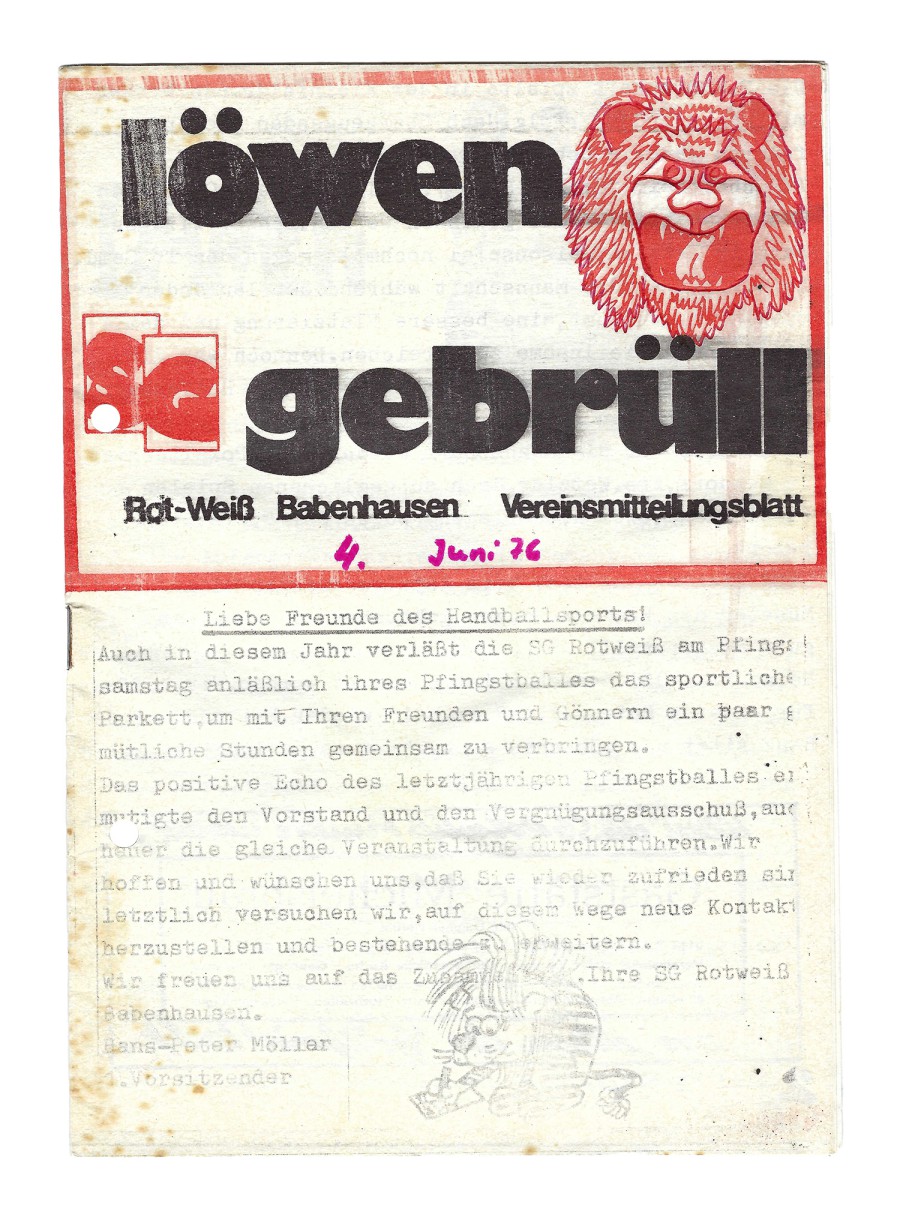 löwen
SG gebrüll
Rot-Weiß Babenhausen Vereinsmitteilungsblatt
4. Juni 76
Liebe Freunde des Handballsports!
Auch in diesem Jahr verläßt die SG Rotweiß am Pfings
samstag anläßlich ihres Pfingstballes das sportliche
Parkett,um mit Ihren Freunden und Gönnern ein paar g
mütliche Stunden gemeinsam zu verbringen.
Das positive Echo des letztjährigen Pfingstballes er
mutigte den Vorstand und den Vergnügungsausschuß,auc
heuer die gleiche Veranstaltung durchzuführen.Wir
hoffen und wünschen uns,daß Sie wieder zufrieden sin
letztlich versuchen wir,auf diesem Wege neue Kontakt
herzustellen und bestehende zu erweitern.
Wir freuen uns auf das .Ihre SG Rotweiß
Babenhausen.
Hans-Peter Möller
1.Vorsitzender